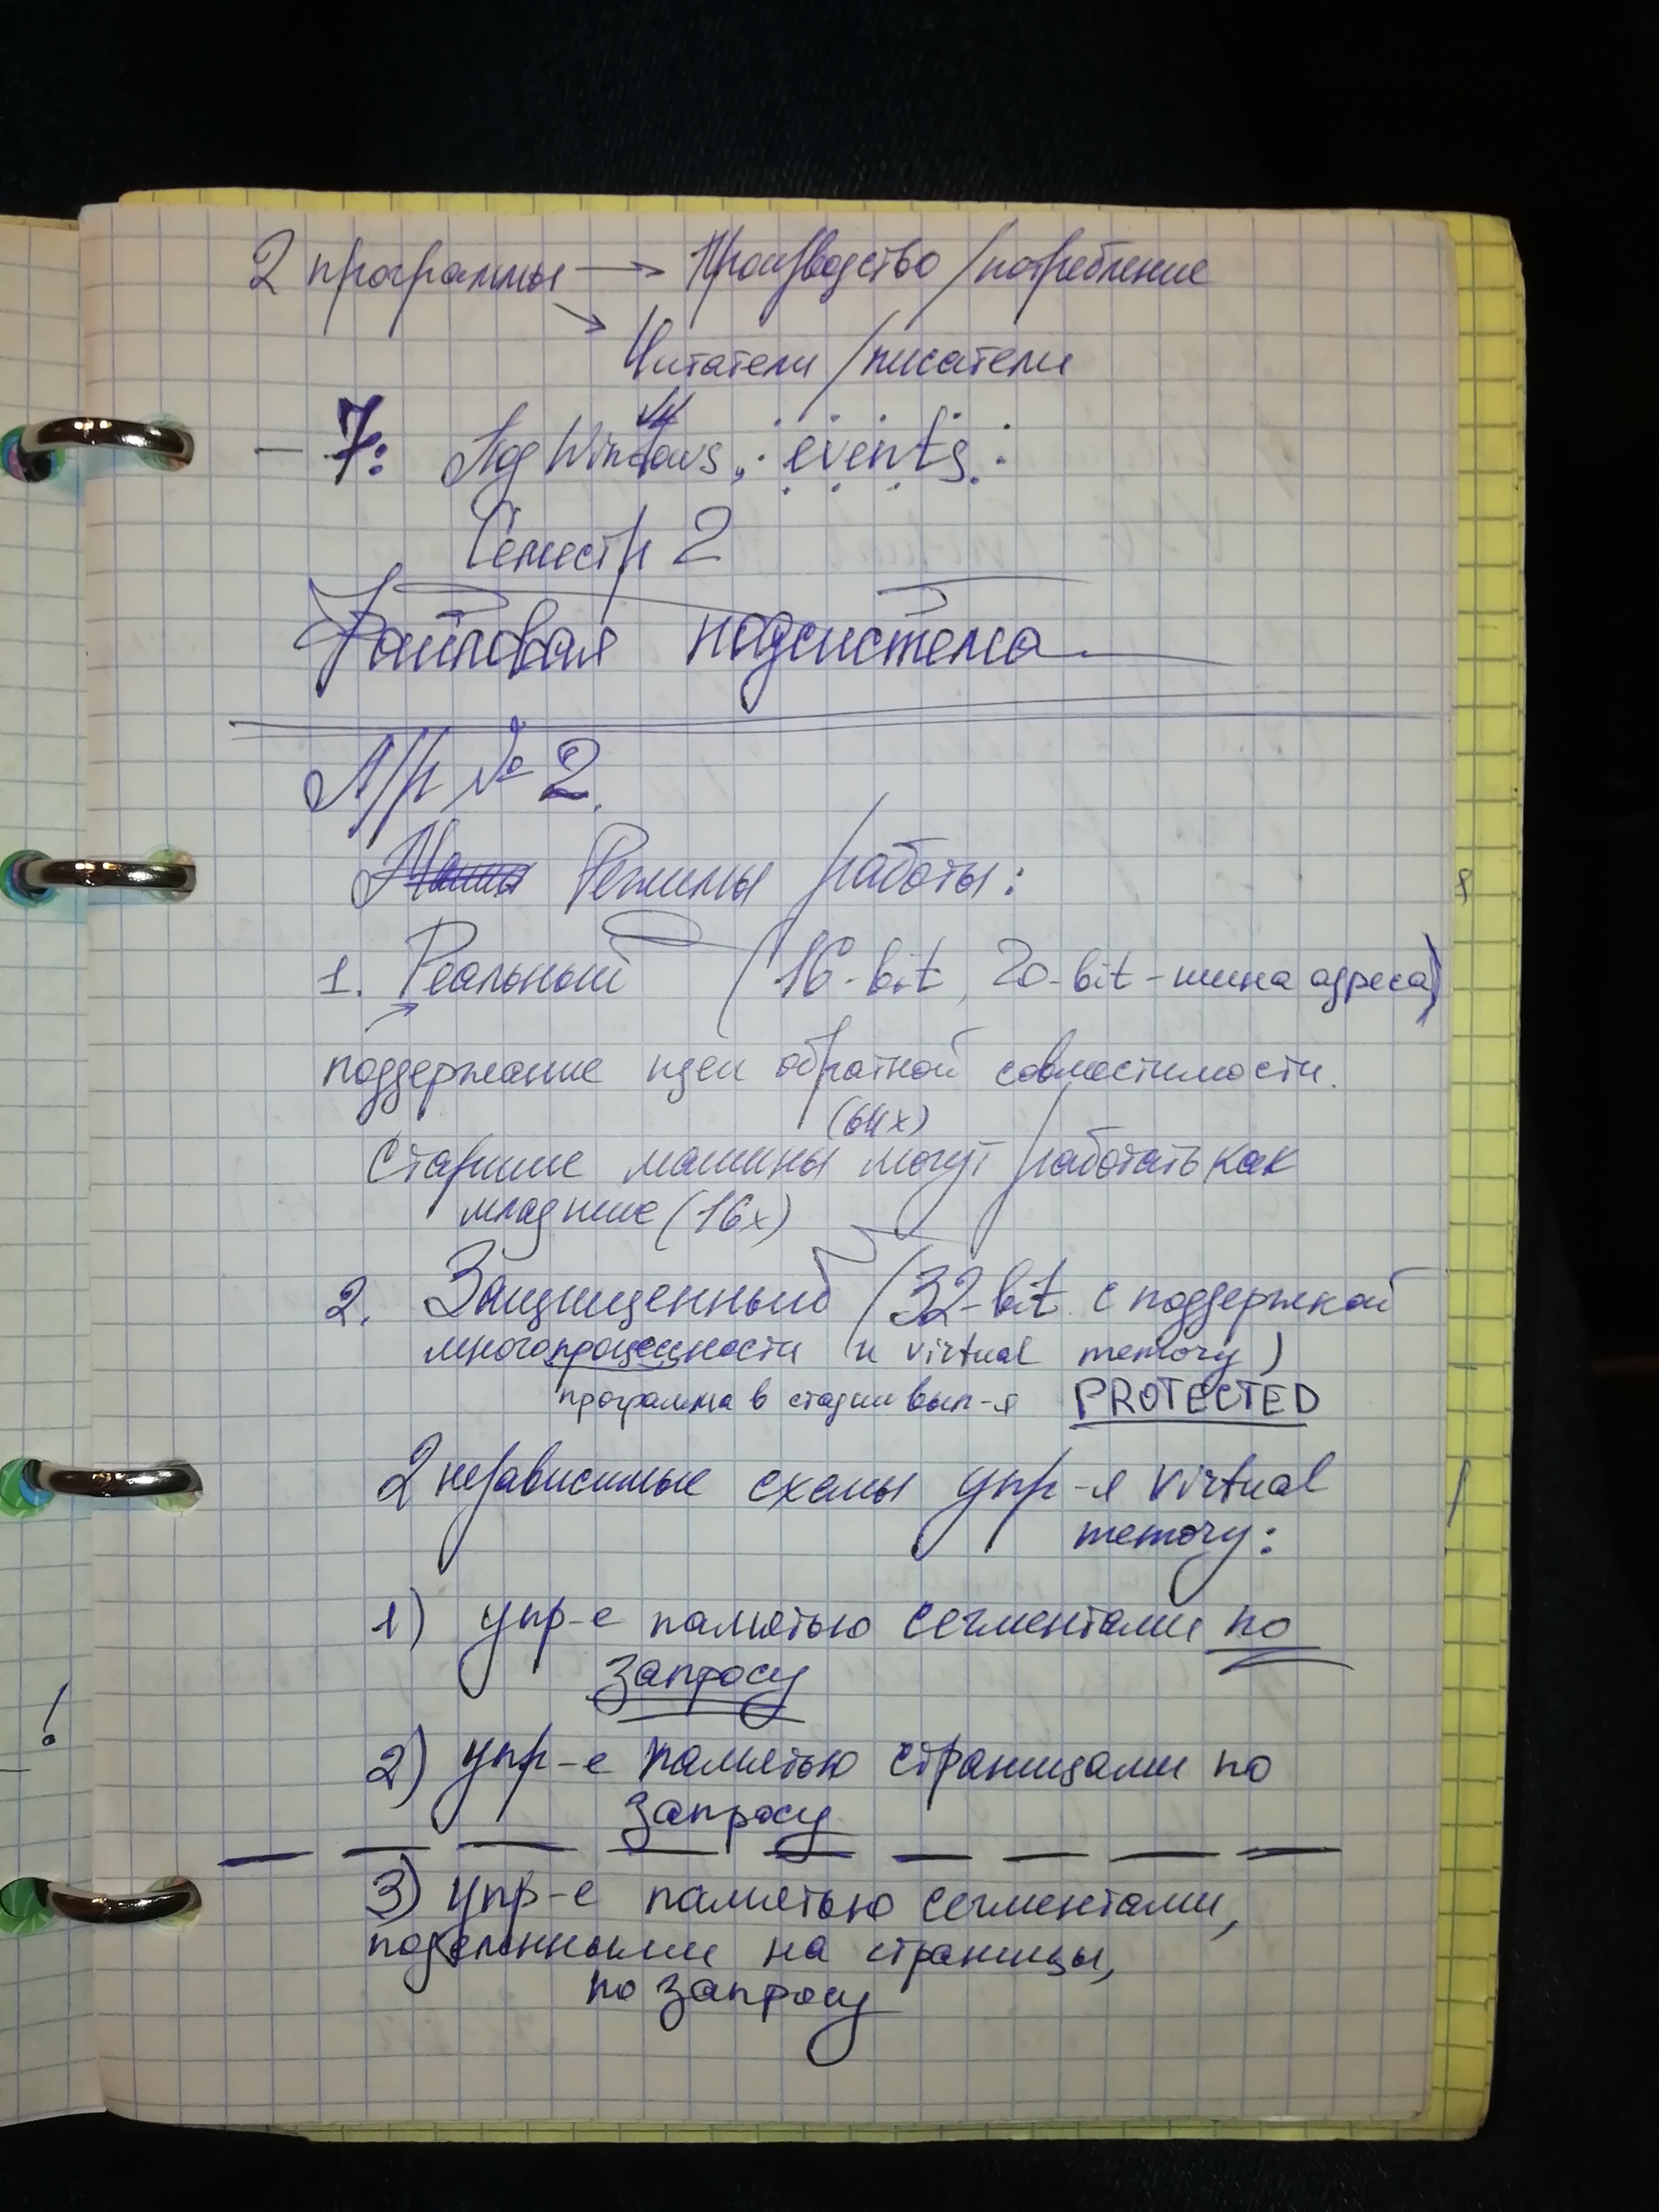 2 программы → Производство/потребление
Читатели/писатели
– 7: Под Windows, : events :
Семестр 2
Файловая подсистема
Л/р № 2.
Режимы работы:
1. Реальный (16-bit, 20-bit-шина адреса)
поддержание идеи обратной совместимости.
(64x)
Старшие машины могут работать как
младшие (16x)
2. Защищенный (32-bit с поддержкой
многопроцессности и virtual memory)
программа в стадии вып-я PROTECTED
2 независимые схемы упр-я virtual
memory:
1) упр-е памятью сегментами по
запросу
2) упр-е памятью страницами по
запросу
3) упр-е памятью сегментами,
поделенными на страницы,
по запросу
!